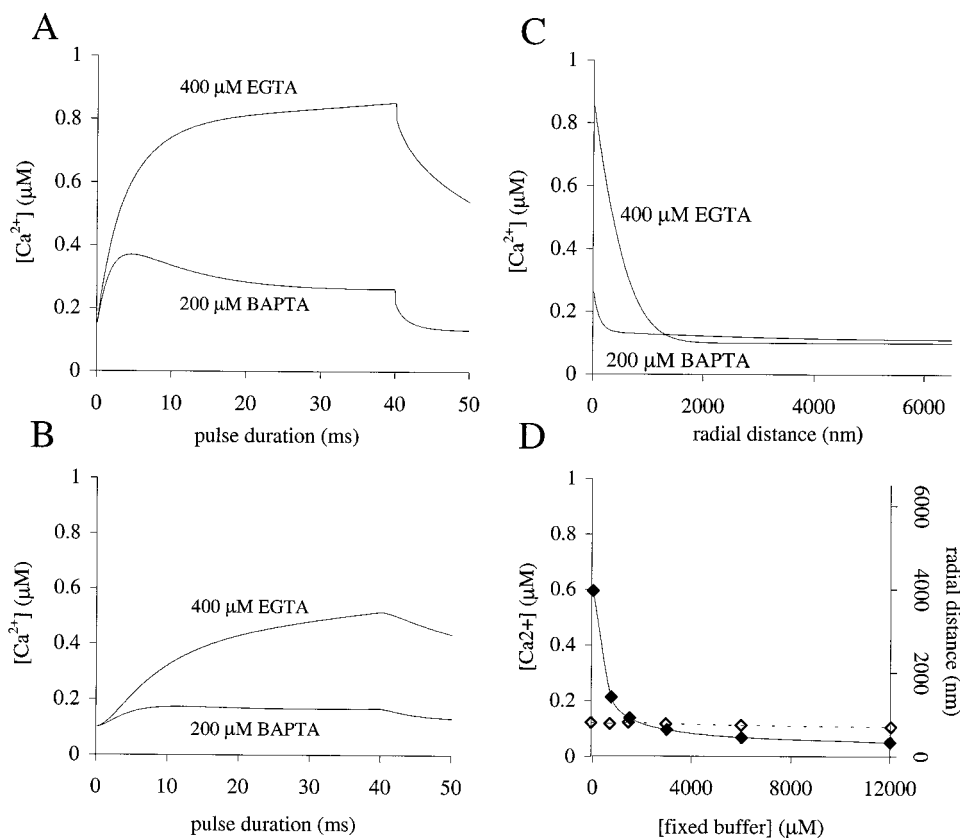 A
1
0.8
0.6
0.4
0.2
0
[Ca²⁺] (µM)
400 µM EGTA
200 µM BAPTA
0 10 20 30 40 50
pulse duration (ms)
B
1
0.8
0.6
0.4
0.2
0
[Ca²⁺] (µM)
400 µM EGTA
200 µM BAPTA
0 10 20 30 40 50
pulse duration (ms)
C
1
0.8
0.6
0.4
0.2
0
[Ca²⁺] (µM)
400 µM EGTA
200 µM BAPTA
0 2000 4000 6000
radial distance (nm)
D
1
0.8
0.6
0.4
0.2
0
[Ca2+] (µM)
6000
4000
2000
0
radial distance (nm)
0 4000 8000 12000
[fixed buffer] (µM)